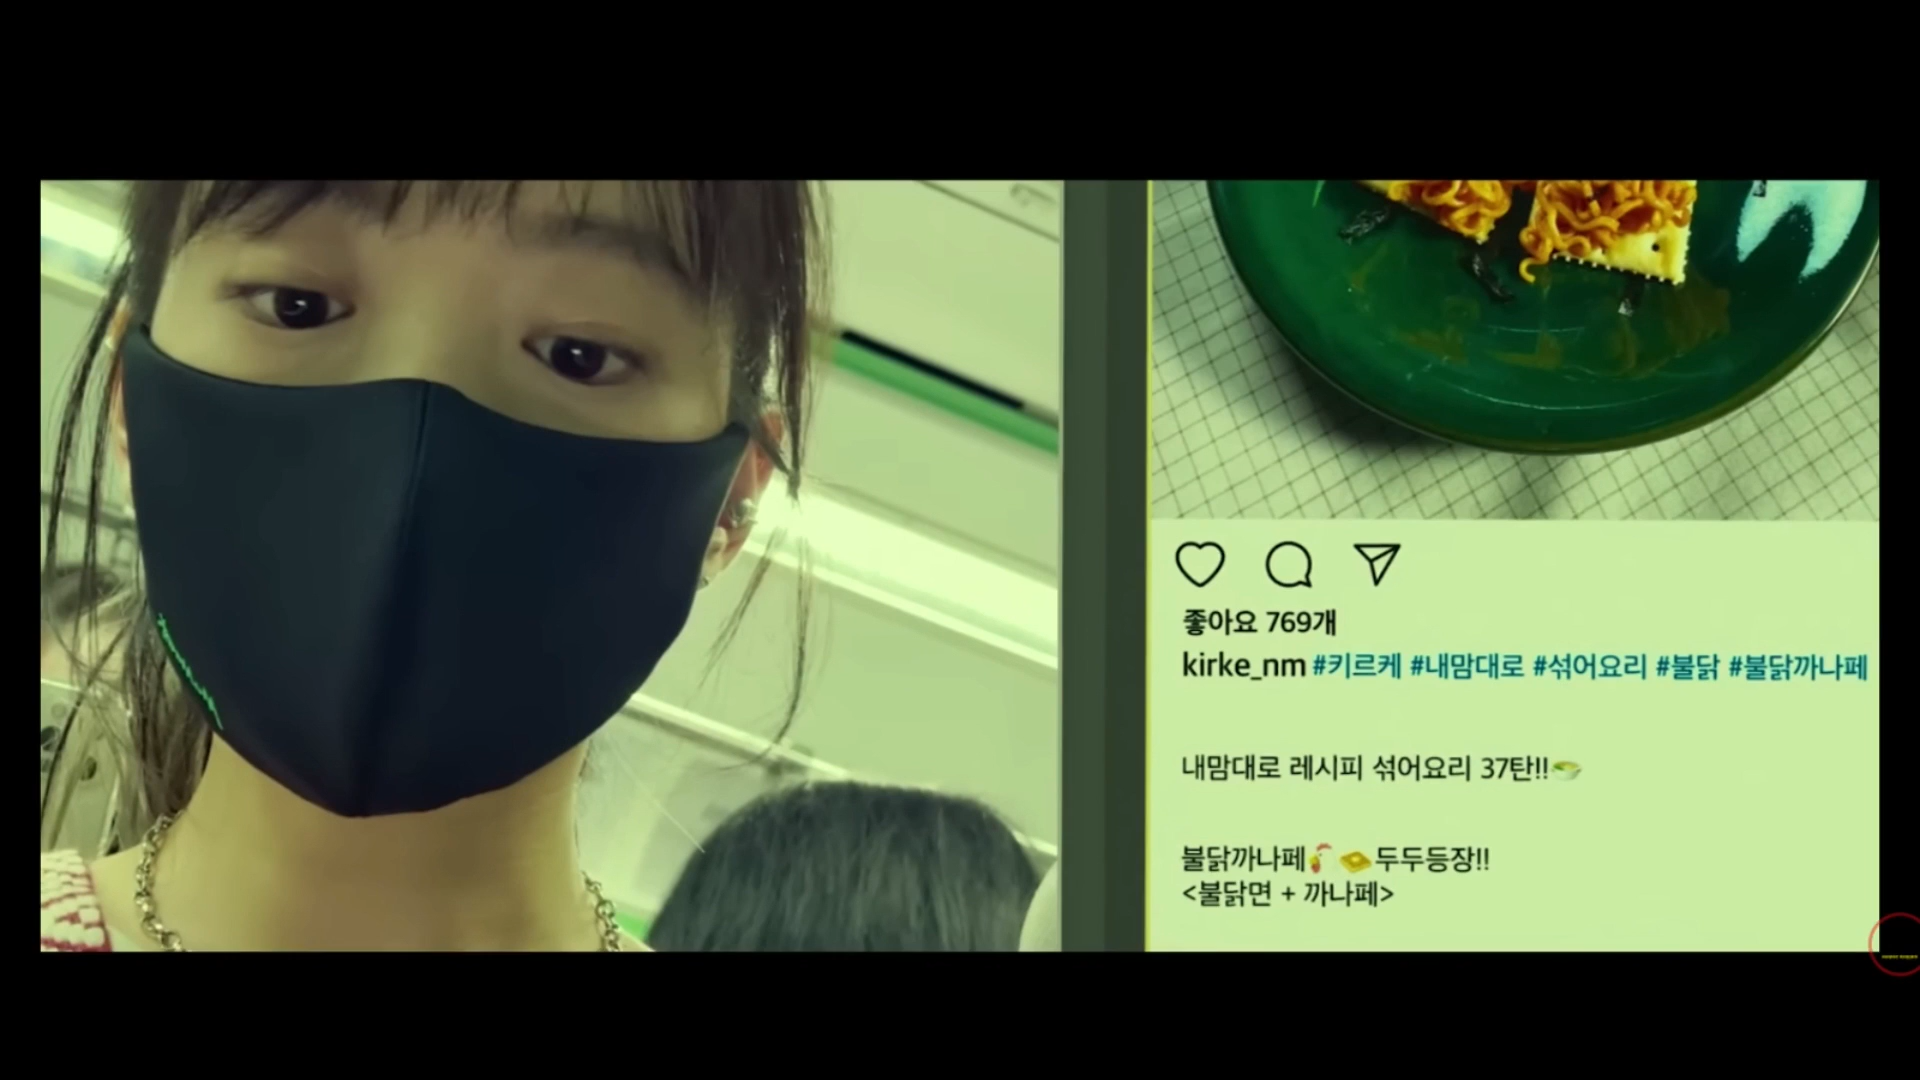 좋아요 769개
kirke_nm #키르케 #내맘대로 #섞어요리 #불닭 #불닭까나페
내맘대로 레시피 섞어요리 37탄!!🍵
불닭까나페🐓🧇두두등장!!
<불닭면 + 까나페>